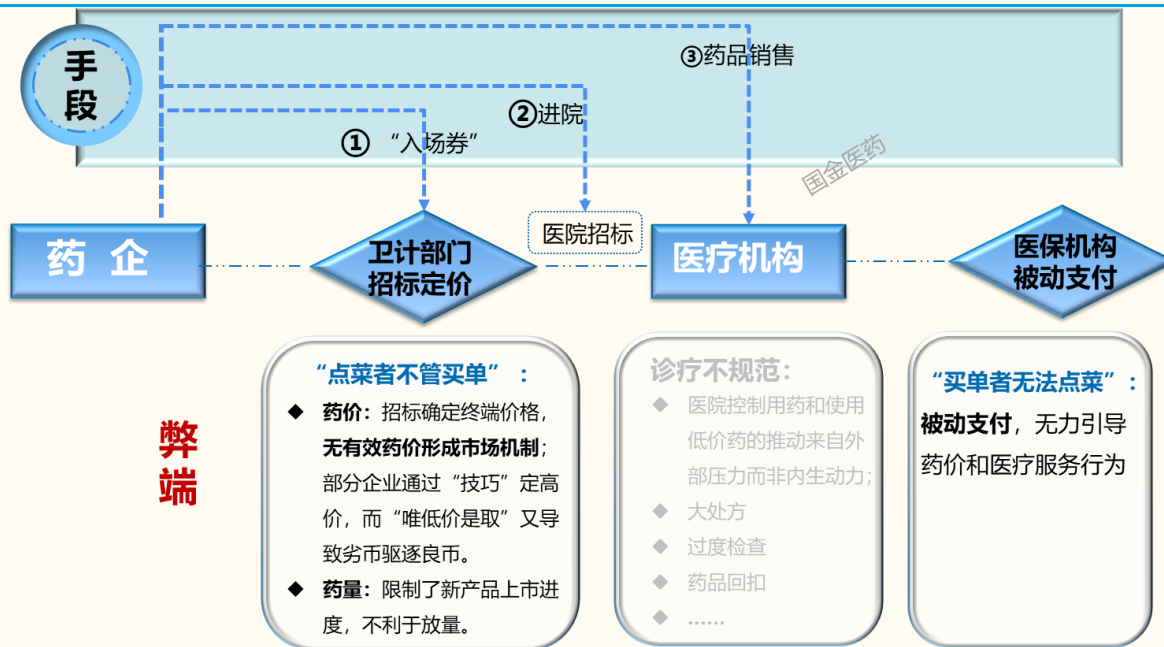 手
段
③药品销售
②进院
① “入场券”
国金医药
药 企
卫计部门
招标定价
医院招标
医疗机构
医保机构
被动支付
弊
端
“点菜者不管买单”：
◆ 药价：招标确定终端价格，
无有效药价形成市场机制；
部分企业通过“技巧”定高
价，而“唯低价是取”又导
致劣币驱逐良币。
◆ 药量：限制了新产品上市进
度，不利于放量。
诊疗不规范：
◆ 医院控制用药和使用
低价药的推动来自外
部压力而非内生动力；
◆ 大处方
◆ 过度检查
◆ 药品回扣
◆ ……
“买单者无法点菜”：
被动支付，无力引导
药价和医疗服务行为